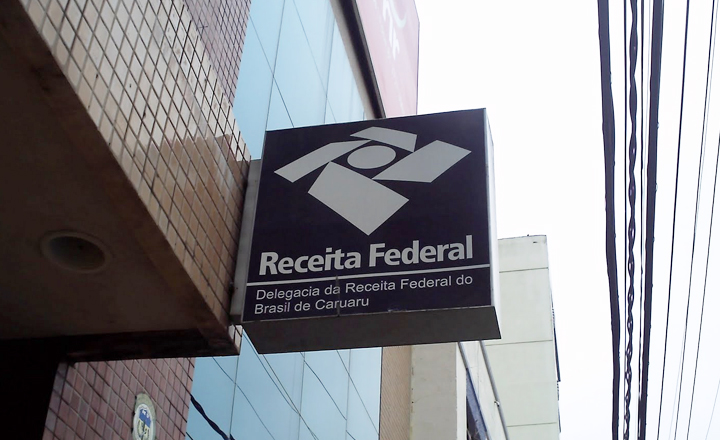 Receita Federal
Delegacia da Receita Federal do
Brasil de Caruaru